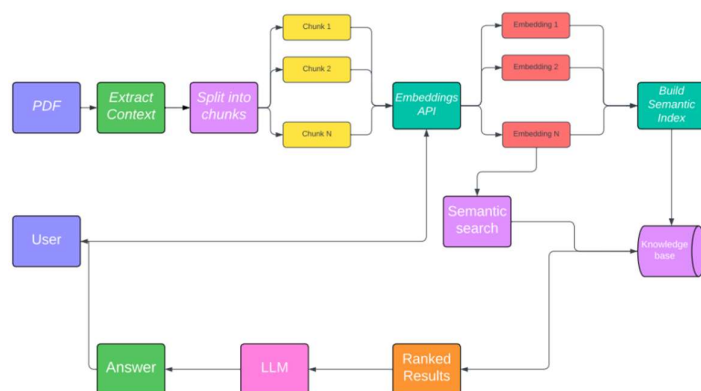 Chunk 1
Embedding 1
Chunk 2
Embedding 2
PDF
Extract
Context
Split into
chunks
Embeddings
API
Build
Semantic
Index
Chunk N
Embedding N
User
Semantic
search
Knowledge
base
Answer
LLM
Ranked
Results